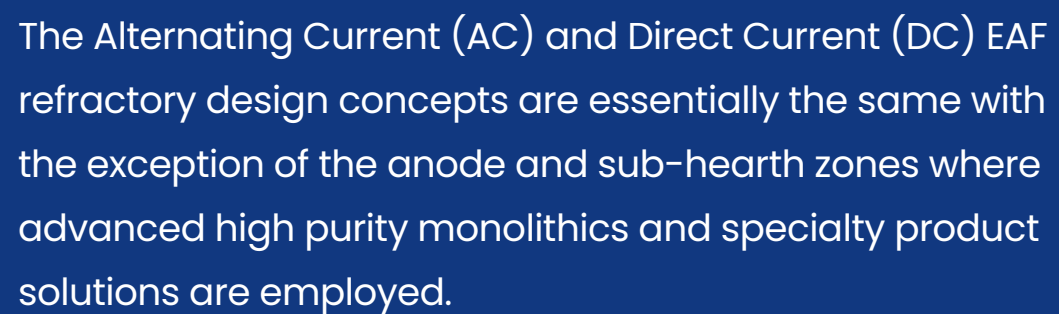 The Alternating Current (AC) and Direct Current (DC) EAF
refractory design concepts are essentially the same with
the exception of the anode and sub-hearth zones where
advanced high purity monolithics and specialty product
solutions are employed.